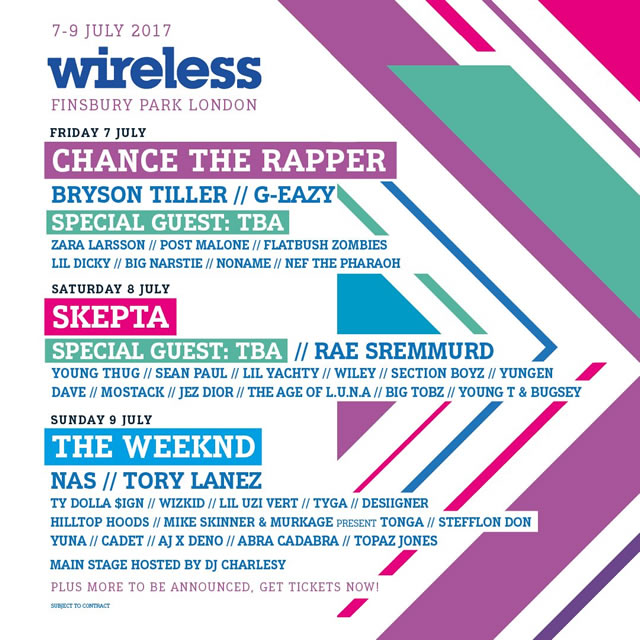 7-9 JULY 2017
wireless
FINSBURY PARK LONDON
FRIDAY 7 JULY
CHANCE THE RAPPER
BRYSON TILLER // G-EAZY
SPECIAL GUEST: TBA
ZARA LARSSON // POST MALONE // FLATBUSH ZOMBIES
LIL DICKY // BIG NARSTIE // NONAME // NEF THE PHARAOH
SATURDAY 8 JULY
SKEPTA
SPECIAL GUEST: TBA // RAE SREMMURD
YOUNG THUG // SEAN PAUL // LIL YACHTY // WILEY // SECTION BOYZ // YUNGEN
DAVE // MOSTACK // JEZ DIOR // THE AGE OF L.U.N.A // BIG TOBZ // YOUNG T & BUGSEY
SUNDAY 9 JULY
THE WEEKND
NAS // TORY LANEZ
TY DOLLA $IGN // WIZKID // LIL UZI VERT // TYGA // DESIIGNER
HILLTOP HOODS // MIKE SKINNER & MURKAGE PRESENT TONGA // STEFFLON DON
YUNA // CADET // AJ X DENO // ABRA CADABRA // TOPAZ JONES
MAIN STAGE HOSTED BY DJ CHARLESY
PLUS MORE TO BE ANNOUNCED, GET TICKETS NOW!
SUBJECT TO CONTRACT